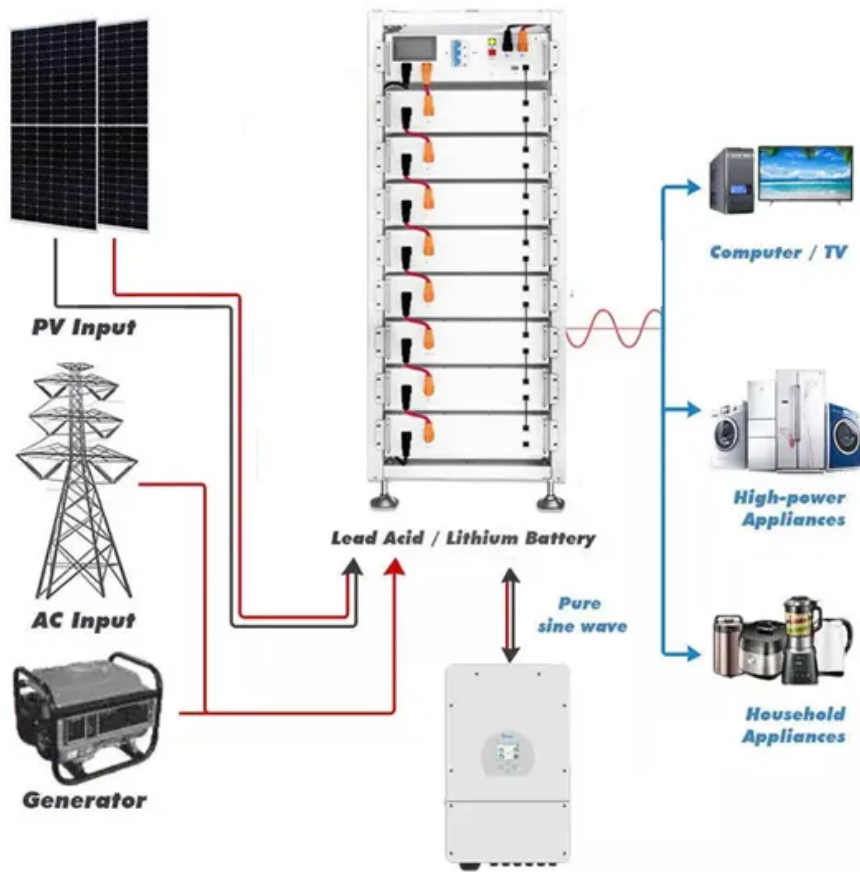 PV Input
AC Input
Generator
Lead Acid / Lithium Battery
Pure
sine wave
Computer / TV
High-power
Appliances
Household
Appliances